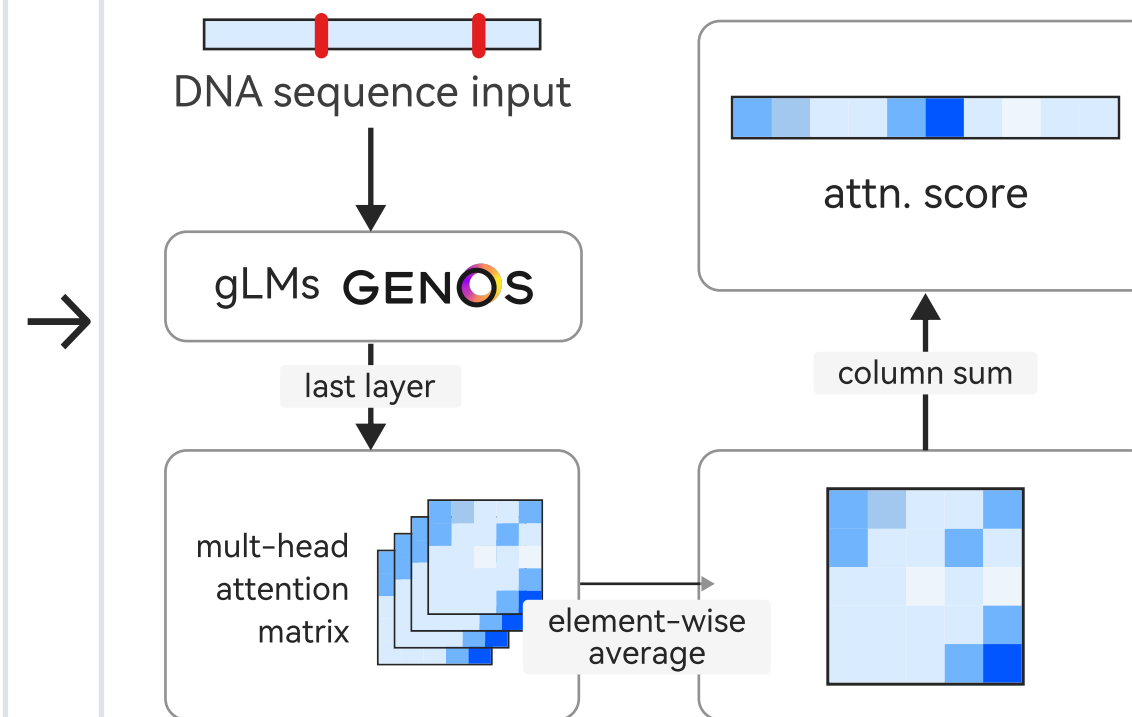 DNA sequence input
gLMs GENOS
last layer
mult-head
attention
matrix
element-wise
average
column sum
attn. score